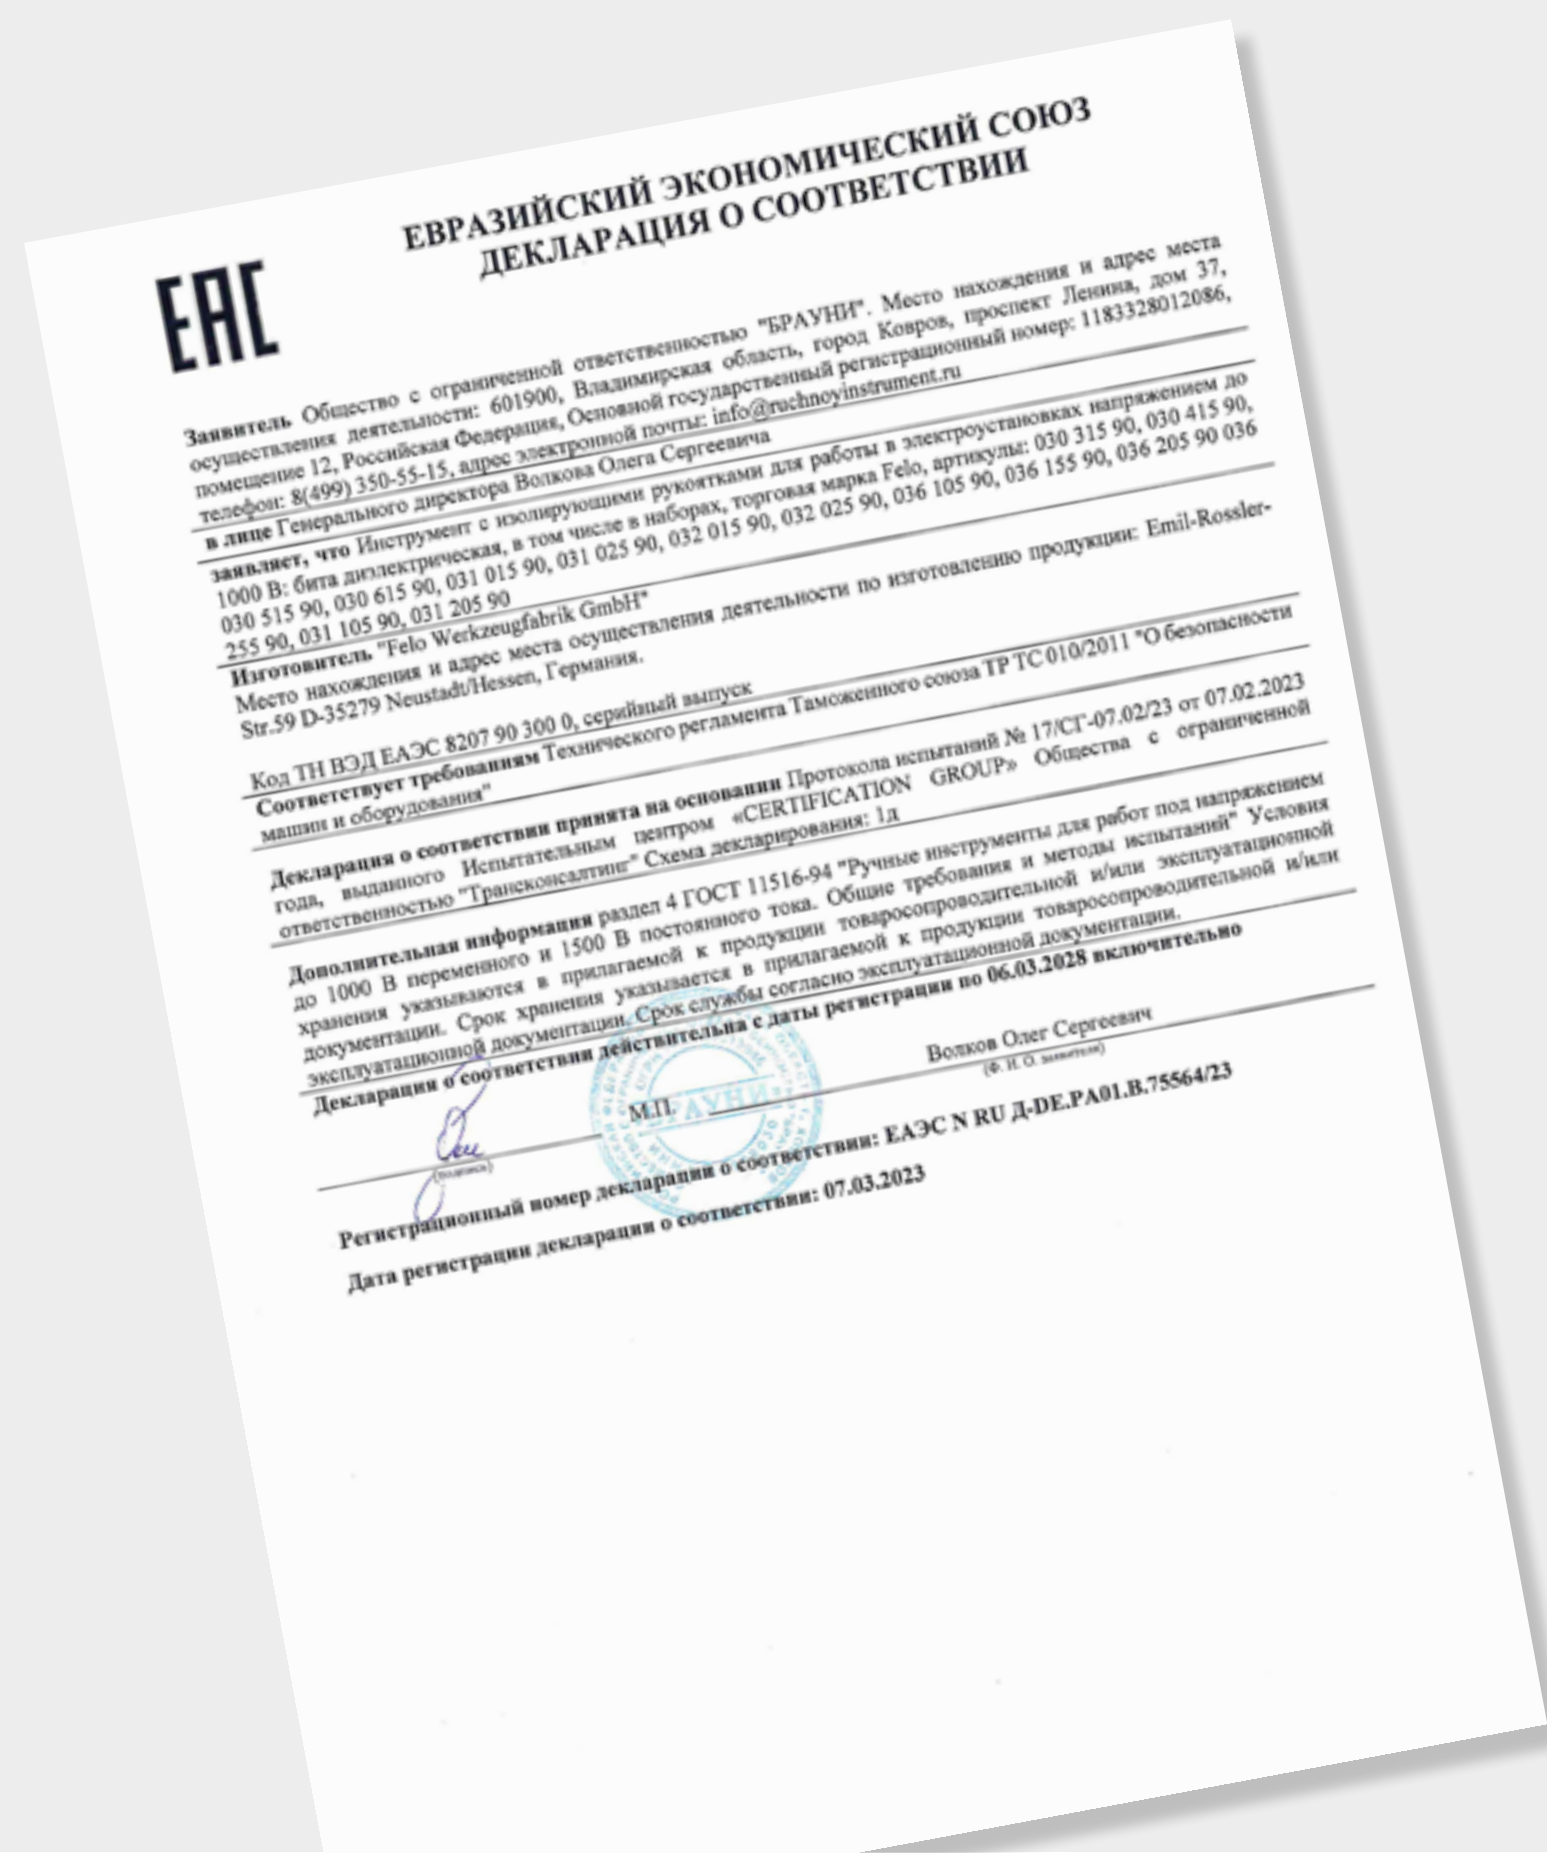 ЕВРАЗИЙСКИЙ ЭКОНОМИЧЕСКИЙ СОЮЗ
ДЕКЛАРАЦИЯ О СООТВЕТСТВИИ
EAC
Заявитель Общество с ограниченной ответственностью "БРАУНИ". Место нахождения и адрес места
осуществления деятельности: 601900, Владимирская область, город Ковров, проспект Ленина, дом 37,
помещение 12, Российская Федерация, Основной государственный регистрационный номер: 1183328012086,
телефон: 8(499) 350-55-15, адрес электронной почты: info@ruchnoyinstrument.ru
в лице Генерального директора Волкова Олега Сергеевича
заявляет, что Инструмент с изолирующими рукоятками для работы в электроустановках напряжением до
1000 В: бита диэлектрическая, в том числе в наборах, торговая марка Felo, артикулы: 030 315 90, 030 415 90,
030 515 90, 030 615 90, 031 015 90, 031 025 90, 032 015 90, 032 025 90, 036 105 90, 036 155 90, 036 205 90 036
255 90, 031 105 90, 031 205 90
Изготовитель "Felo Werkzeugfabrik GmbH"
Место нахождения и адрес места осуществления деятельности по изготовлению продукции: Emil-Rossler-
Str.59 D-35279 Neustadt/Hessen, Германия.
Код ТН ВЭД ЕАЭС 8207 90 300 0, серийный выпуск
Соответствует требованиям Технического регламента Таможенного союза ТР ТС 010/2011 "О безопасности
машин и оборудования"
Декларация о соответствии принята на основании Протокола испытаний № 17/СГ-07.02/23 от 07.02.2023
года, выданного Испытательным центром «CERTIFICATION GROUP» Общества с ограниченной
ответственностью "Трансконсалтинг" Схема декларирования: 1д
Дополнительная информация раздел 4 ГОСТ 11516-94 "Ручные инструменты для работ под напряжением
до 1000 В переменного и 1500 В постоянного тока. Общие требования и методы испытаний" Условия
хранения указываются в прилагаемой к продукции товаросопроводительной и/или эксплуатационной
документации. Срок хранения указывается в прилагаемой к продукции товаросопроводительной и/или
эксплуатационной документации. Срок службы согласно эксплуатационной документации.
Декларация о соответствии действительна с даты регистрации по 06.03.2028 включительно
Волков Олег Сергеевич
(Ф. И. О. заявителя)
М.П.
БРАУНИ
(подпись)
Регистрационный номер декларации о соответствии: ЕАЭС N RU Д-DE.РА01.В.75564/23
Дата регистрации декларации о соответствии: 07.03.2023